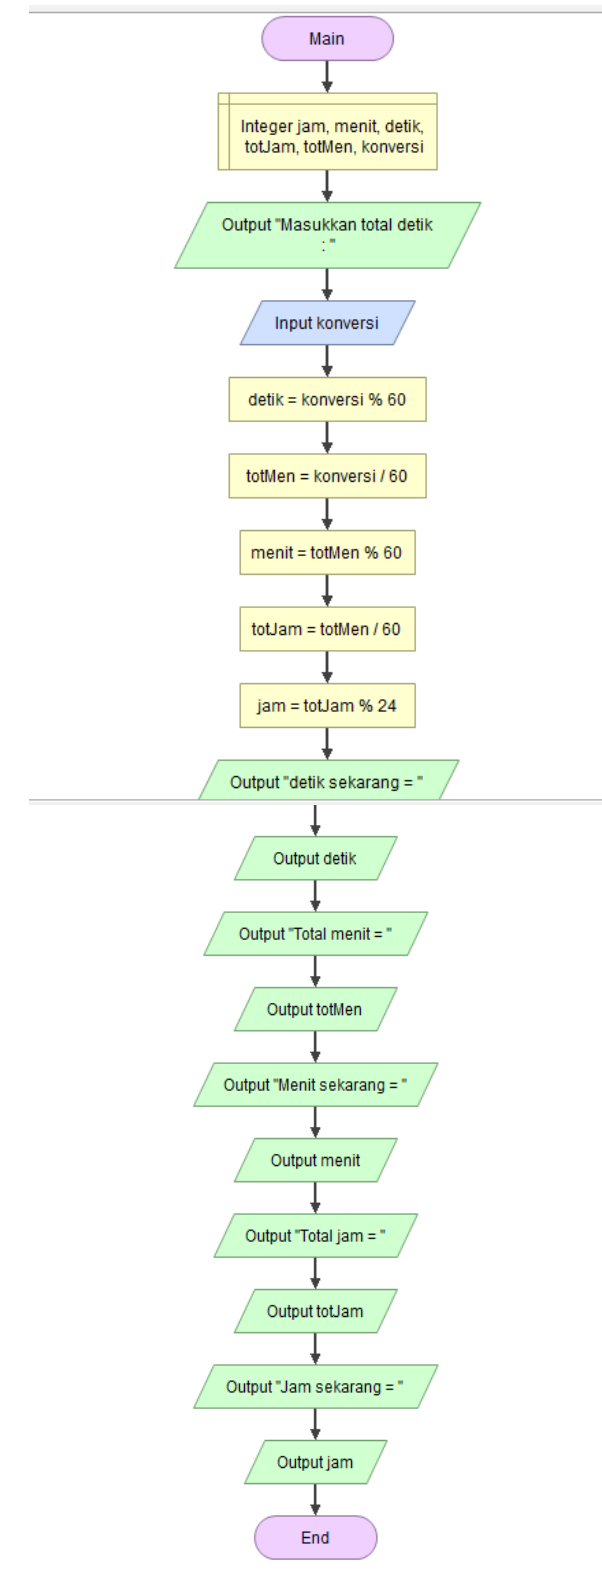 Main
Integer jam, menit, detik,
totJam, totMen, konversi
Output "Masukkan total detik
: "
Input konversi
detik = konversi % 60
totMen = konversi / 60
menit = totMen % 60
totJam = totMen / 60
jam = totJam % 24
Output "detik sekarang = "
Output detik
Output "Total menit = "
Output totMen
Output "Menit sekarang = "
Output menit
Output "Total jam = "
Output totJam
Output "Jam sekarang = "
Output jam
End